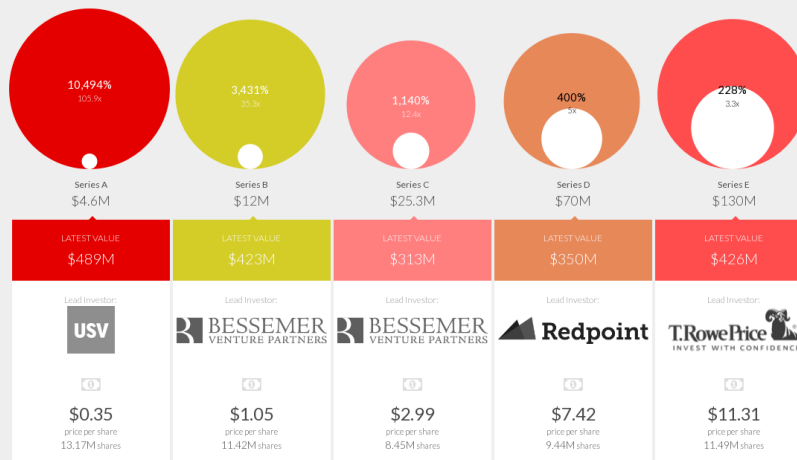 10,494%
105.9x
Series A
$4.6M
LATEST VALUE
$489M
Lead Investor:
USV
$0.35
price per share
13.17M shares
3,431%
35.3x
Series B
$12M
LATEST VALUE
$423M
Lead Investor:
BESSEMER
VENTURE PARTNERS
$1.05
price per share
11.42M shares
1,140%
12.4x
Series C
$25.3M
LATEST VALUE
$313M
Lead Investor:
BESSEMER
VENTURE PARTNERS
$2.99
price per share
8.45M shares
400%
5x
Series D
$70M
LATEST VALUE
$350M
Lead Investor:
Redpoint
$7.42
price per share
9.44M shares
228%
3.3x
Series E
$130M
LATEST VALUE
$426M
Lead Investor:
T.RowePrice
INVEST WITH CONFIDENC
$11.31
price per share
11.49M shares